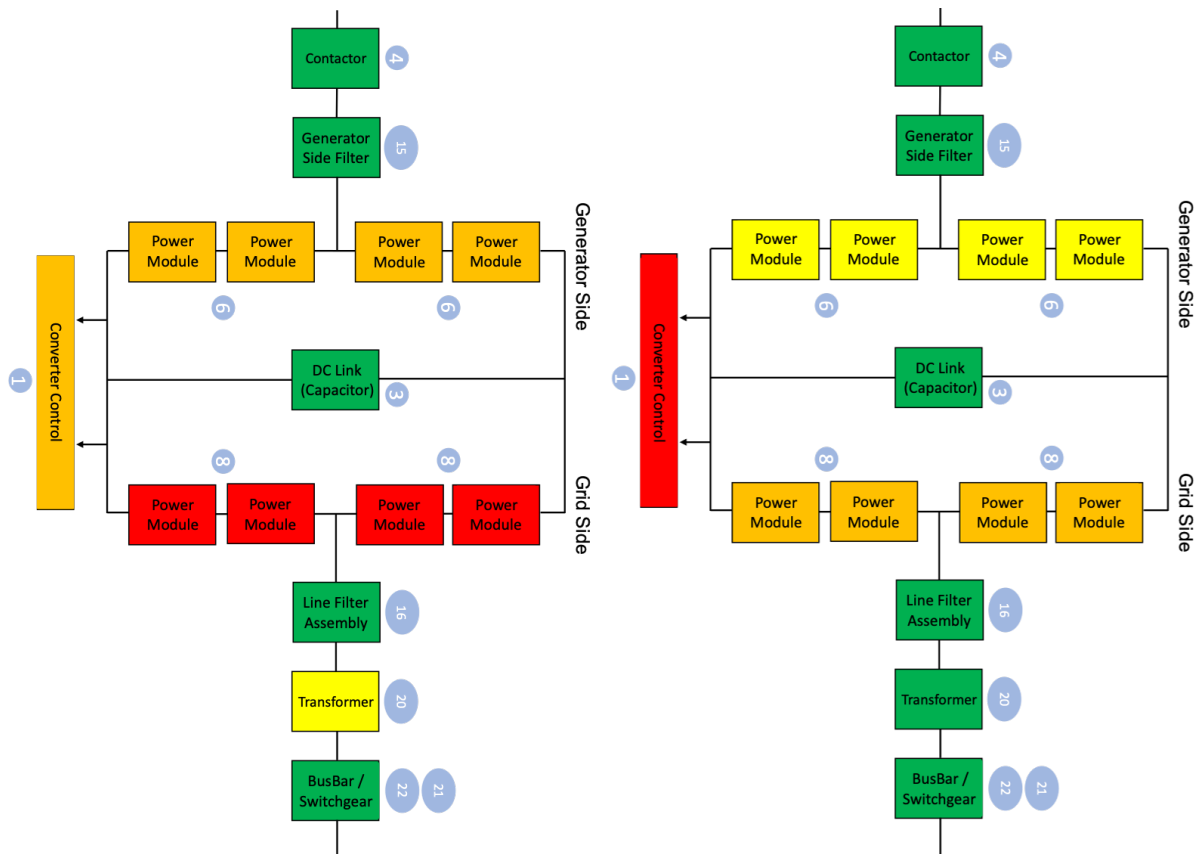 Contactor
4
Generator
Side Filter
15
Generator Side
Power
Module
Power
Module
Power
Module
Power
Module
6
6
Converter Control
1
DC Link
(Capacitor)
3
8
8
Grid Side
Power
Module
Power
Module
Power
Module
Power
Module
Line Filter
Assembly
16
Transformer
20
BusBar /
Switchgear
22
21
Contactor
4
Generator
Side Filter
15
Generator Side
Power
Module
Power
Module
Power
Module
Power
Module
6
6
Converter Control
1
DC Link
(Capacitor)
3
8
8
Grid Side
Power
Module
Power
Module
Power
Module
Power
Module
Line Filter
Assembly
16
Transformer
20
BusBar /
Switchgear
22
21